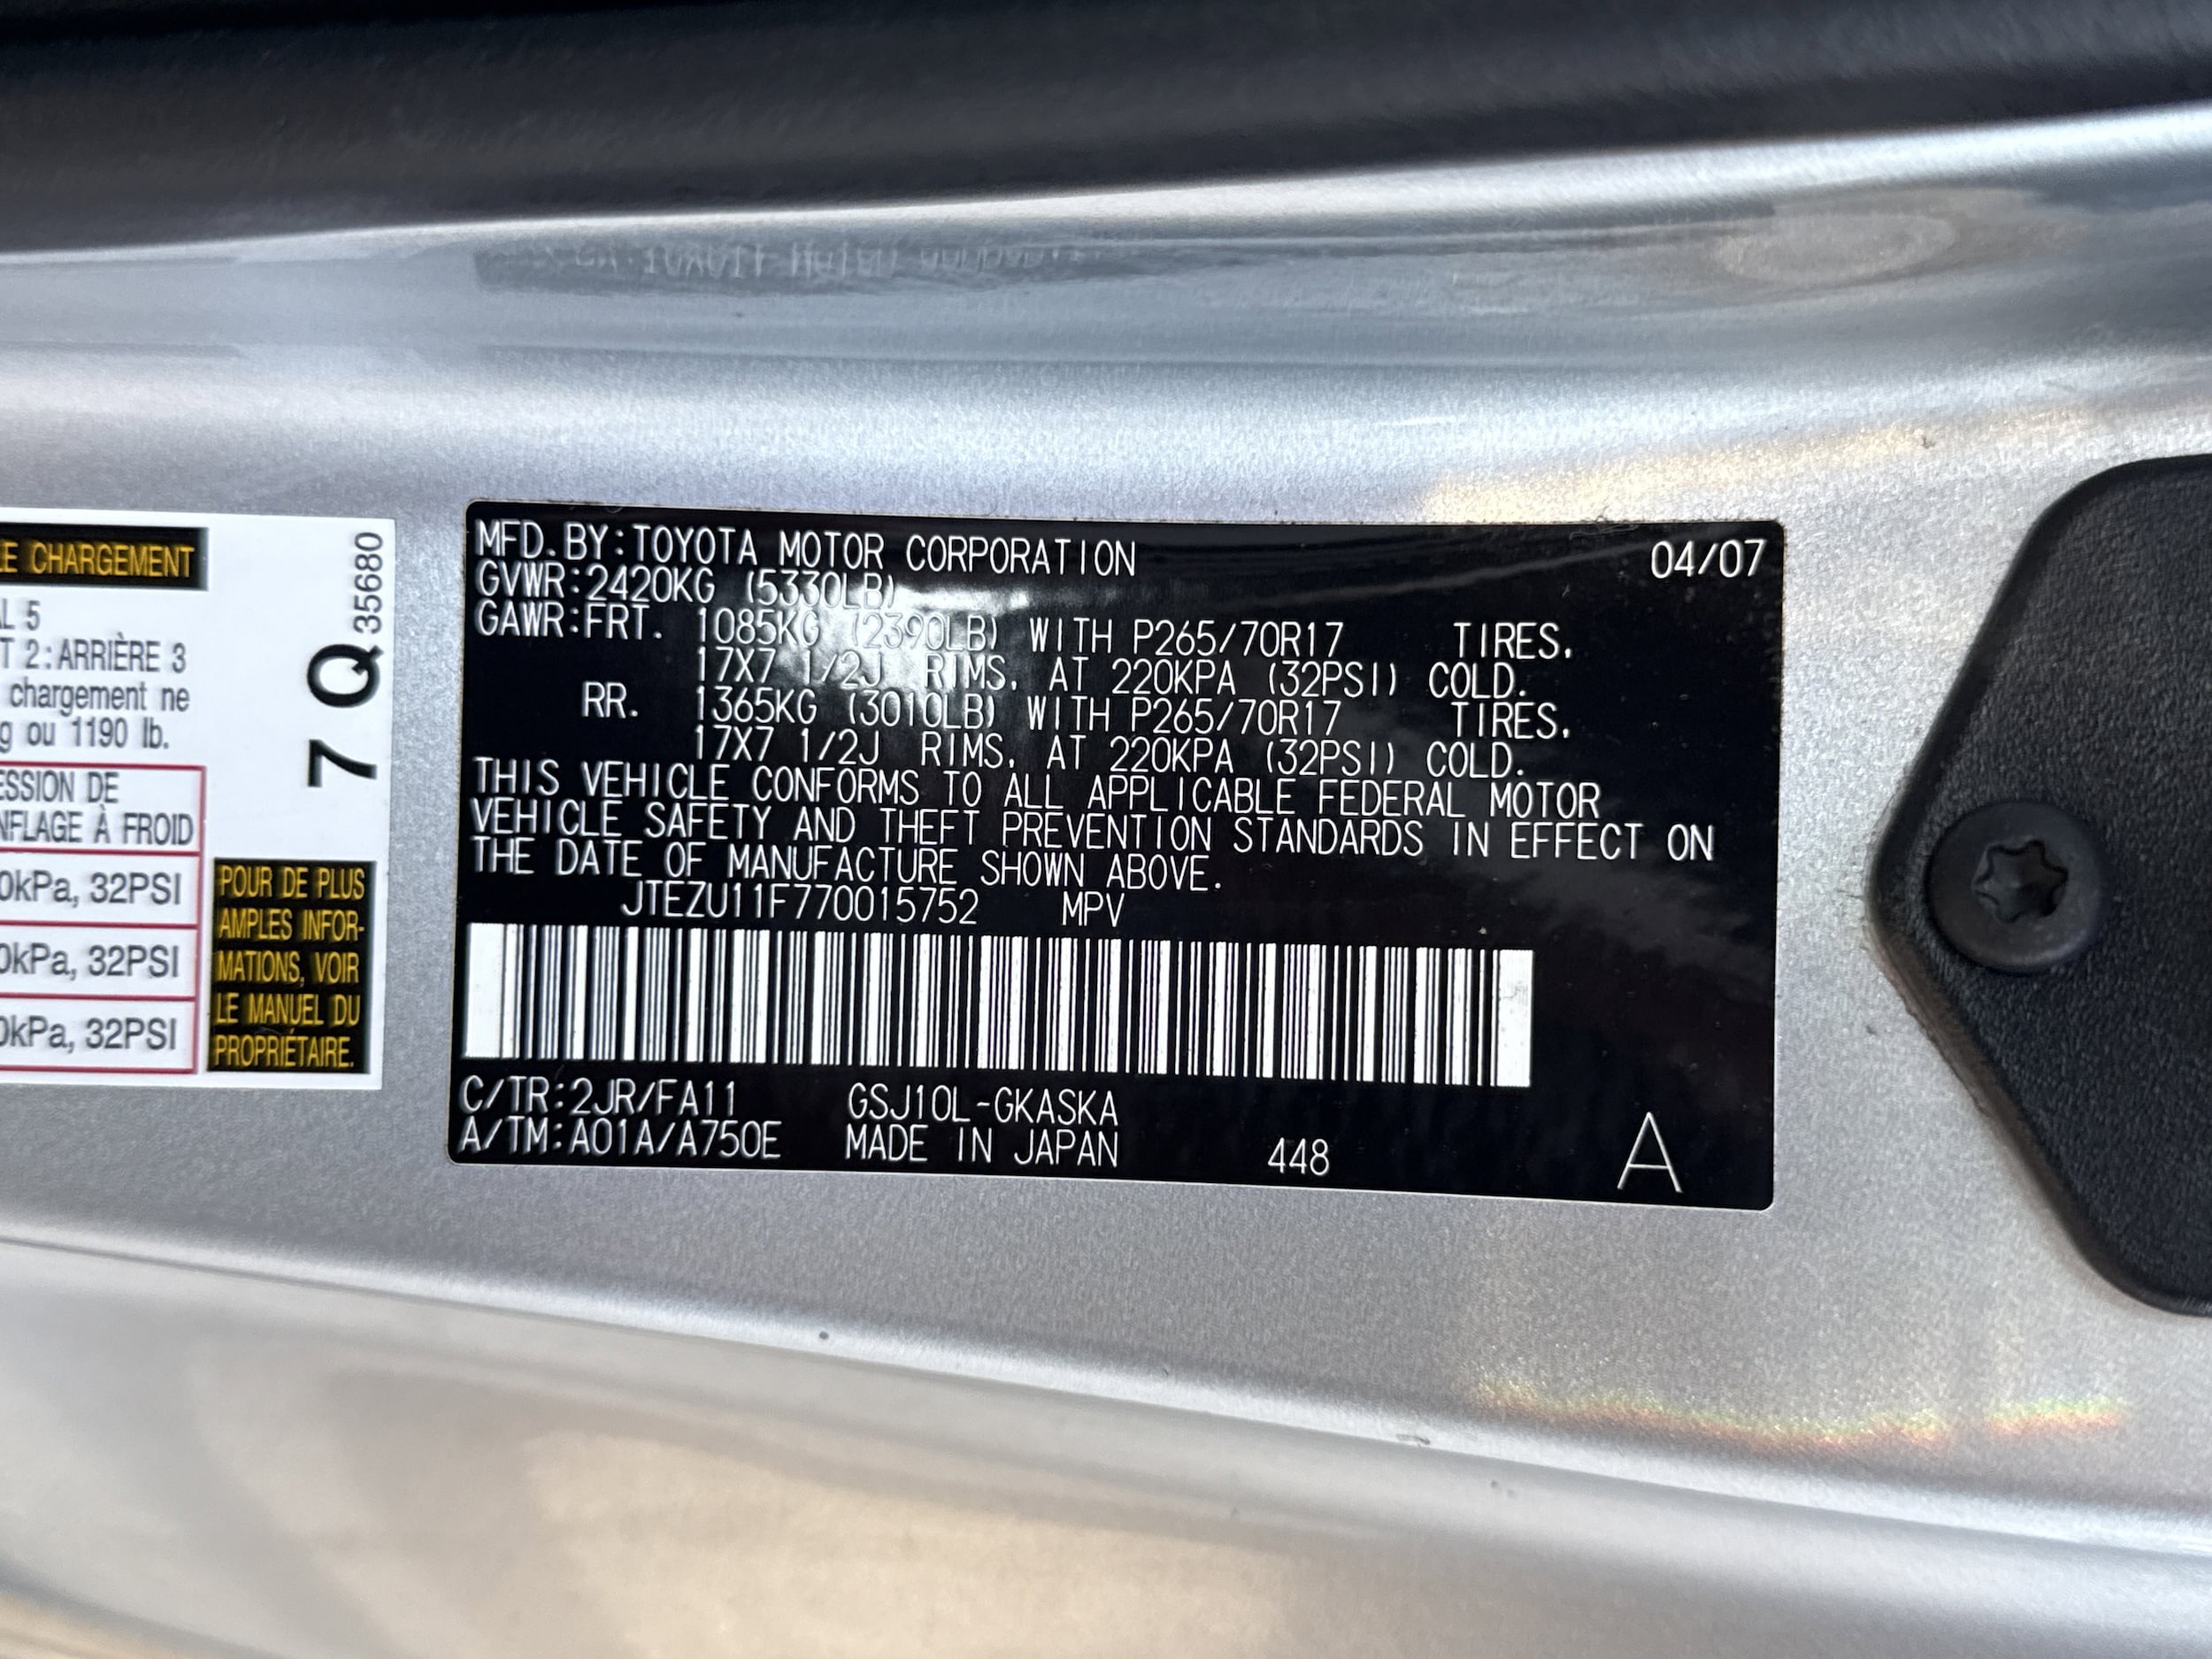 LE CHARGEMENT
AL 5
T 2:ARRIÈRE 3
chargement ne
g ou 1190 lb.
ESSION DE
NFLAGE À FROID
0kPa, 32PSI
0kPa, 32PSI
0kPa, 32PSI
7 Q 35680
POUR DE PLUS
AMPLES INFOR-
MATIONS, VOIR
LE MANUEL DU
PROPRIÉTAIRE.
MFD. BY:TOYOTA MOTOR CORPORATION 04/07
GVWR:2420KG (5330LB)
GAWR:FRT. 1085KG (2390LB) WITH P265/70R17 TIRES,
17X7 1/2J RIMS, AT 220KPA (32PSI) COLD.
RR. 1365KG (3010LB) WITH P265/70R17 TIRES,
17X7 1/2J RIMS, AT 220KPA (32PSI) COLD.
THIS VEHICLE CONFORMS TO ALL APPLICABLE FEDERAL MOTOR
VEHICLE SAFETY AND THEFT PREVENTION STANDARDS IN EFFECT ON
THE DATE OF MANUFACTURE SHOWN ABOVE.
JTEZU11F770015752 MPV
C/TR:2JR/FA11 GSJ10L-GKASKA
A/TM:A01A/A750E MADE IN JAPAN 448 A